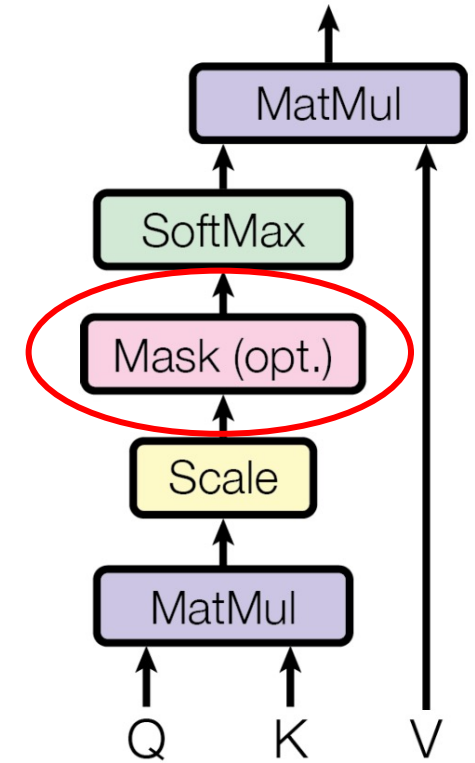 MatMul
SoftMax
Mask (opt.)
Scale
MatMul
Q K V